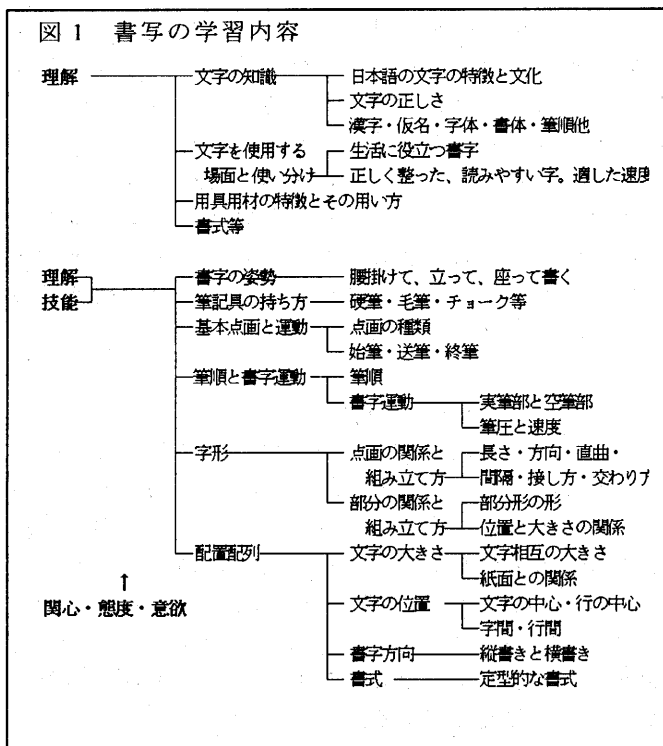 図1 書写の学習内容
理解 文字の知識 日本語の文字の特徴と文化
文字の正しさ
漢字・仮名・字体・書体・筆順他
文字を使用する 生活に役立つ書字
場面と使い分け 正しく整った、読みやすい字。適した速度
用具用材の特徴とその用い方
書式等
理解 書字の姿勢 腰掛けて、立って、座って書く
技能 筆記具の持ち方 硬筆・毛筆・チョーク等
基本点画と運動 点画の種類
始筆・送筆・終筆
筆順と書字運動 筆順
書字運動 実筆部と空筆部
筆圧と速度
字形 点画の関係と 長さ・方向・直曲・
組み立て方 間隔・接し方・交わり方
部分の関係と 部分形の形
組み立て方 位置と大きさの関係
配置配列 文字の大きさ 文字相互の大きさ
↑ 紙面との関係
関心・態度・意欲 文字の位置 文字の中心・行の中心
字間・行間
書字方向 縦書きと横書き
書式 定型的な書式